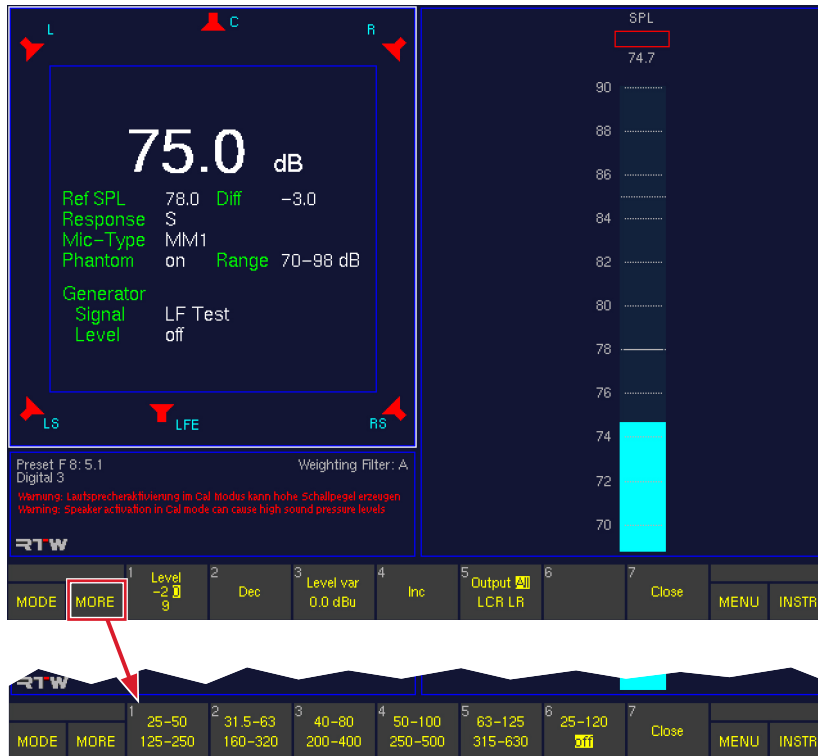 L
C
R
75.0 dB
Ref SPL 78.0 Diff −3.0
Response S
Mic−Type MM1
Phantom on Range 70−98 dB
Generator
Signal LF Test
Level off
LS
LFE
RS
Preset F 8: 5.1 Weighting Filter: A
Digital 3
Warnung: Lautsprecheraktivierung im Cal Modus kann hohe Schallpegel erzeugen
Warning: Speaker activation in Cal mode can cause high sound pressure levels
RTW
SPL
74.7
90
88
86
84
82
80
78
76
74
72
70
MODE
MORE
1 Level
−2 0
9
2 Dec
3 Level var
0.0 dBu
4 Inc
5 Output All
LCR LR
6
7 Close
MENU
INSTR
RTW
MODE
MORE
1 25−50
125−250
2 31.5−63
160−320
3 40−80
200−400
4 50−100
250−500
5 63−125
315−630
6 25−120
off
7 Close
MENU
INSTR